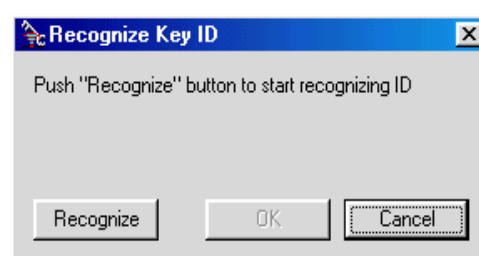 Recognize Key ID
Push "Recognize" button to start recognizing ID
Recognize
OK
Cancel